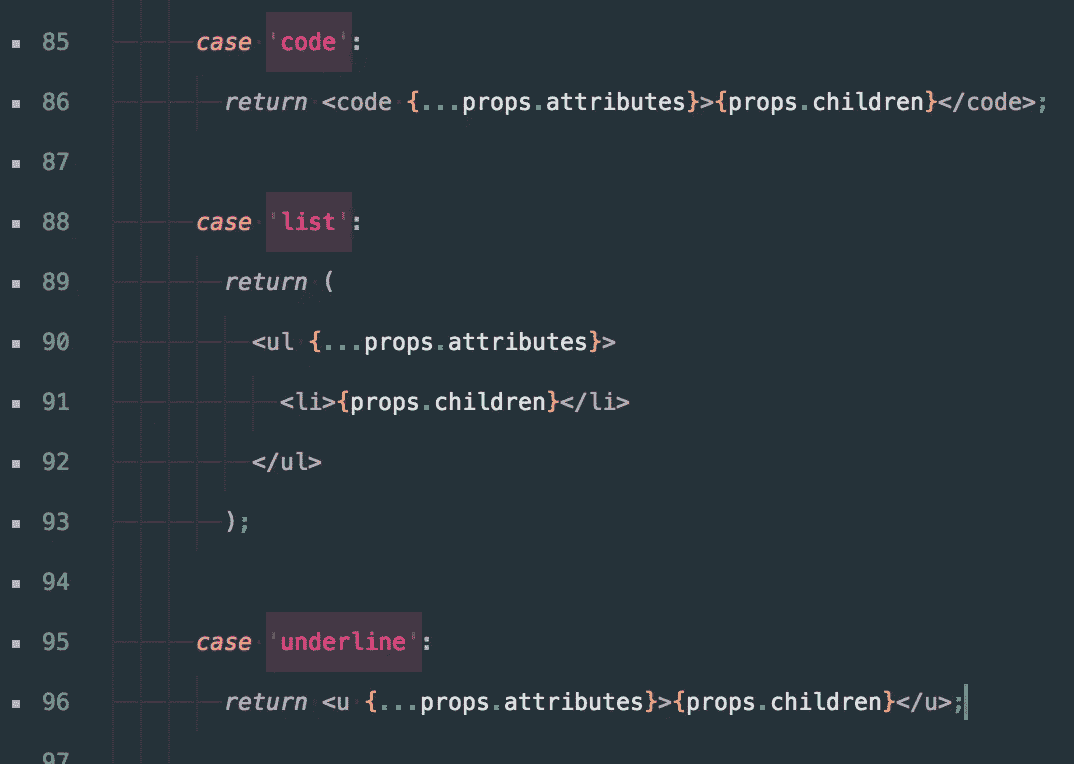 85 case 'code':
86 return <code {...props.attributes}>{props.children}</code>;
87
88 case 'list':
89 return (
90 <ul {...props.attributes}>
91 <li>{props.children}</li>
92 </ul>
93 );
94
95 case 'underline':
96 return <u {...props.attributes}>{props.children}</u>;
97